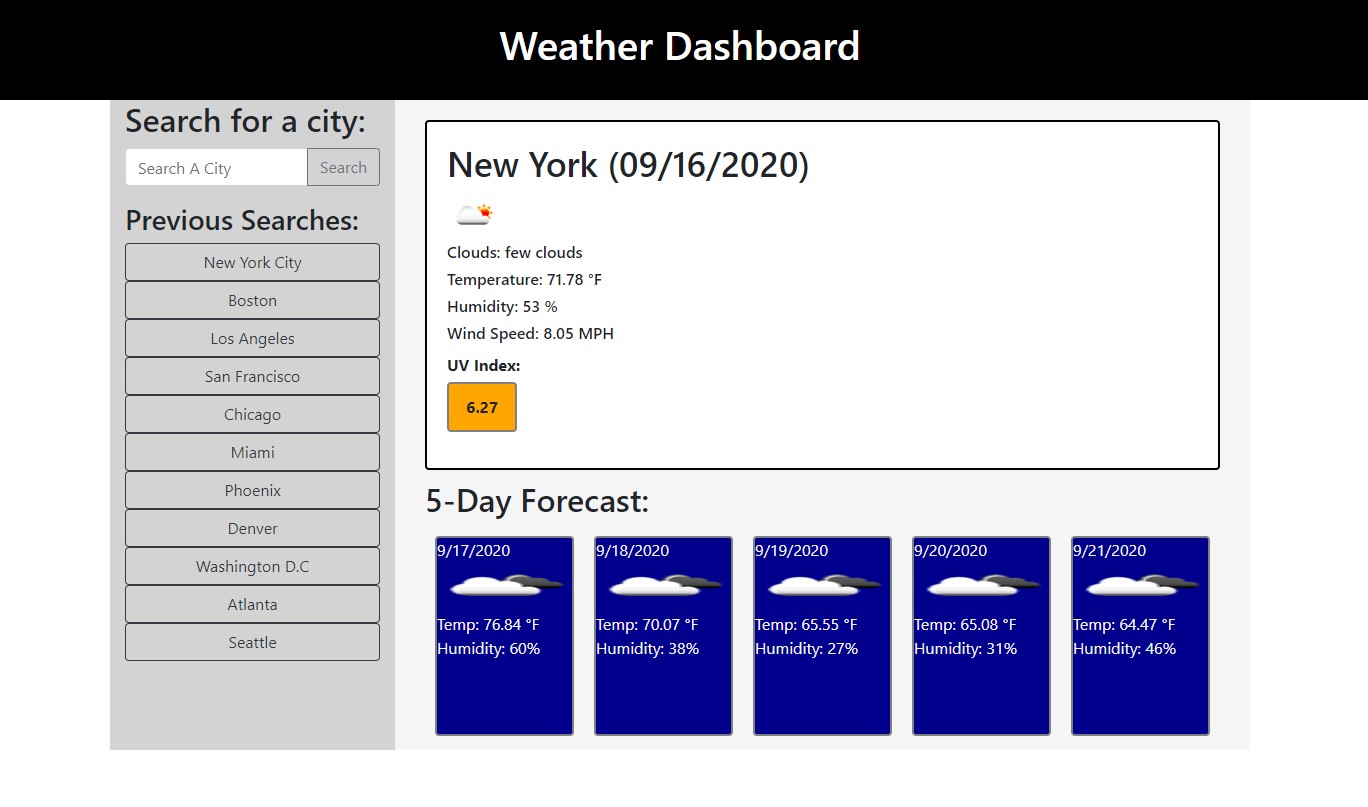 Weather Dashboard
Search for a city:
Search A City
Search
Previous Searches:
New York City
Boston
Los Angeles
San Francisco
Chicago
Miami
Phoenix
Denver
Washington D.C
Atlanta
Seattle
New York (09/16/2020)
Clouds: few clouds
Temperature: 71.78 °F
Humidity: 53 %
Wind Speed: 8.05 MPH
UV Index:
6.27
5-Day Forecast:
9/17/2020
Temp: 76.84 °F
Humidity: 60%
9/18/2020
Temp: 70.07 °F
Humidity: 38%
9/19/2020
Temp: 65.55 °F
Humidity: 27%
9/20/2020
Temp: 65.08 °F
Humidity: 31%
9/21/2020
Temp: 64.47 °F
Humidity: 46%